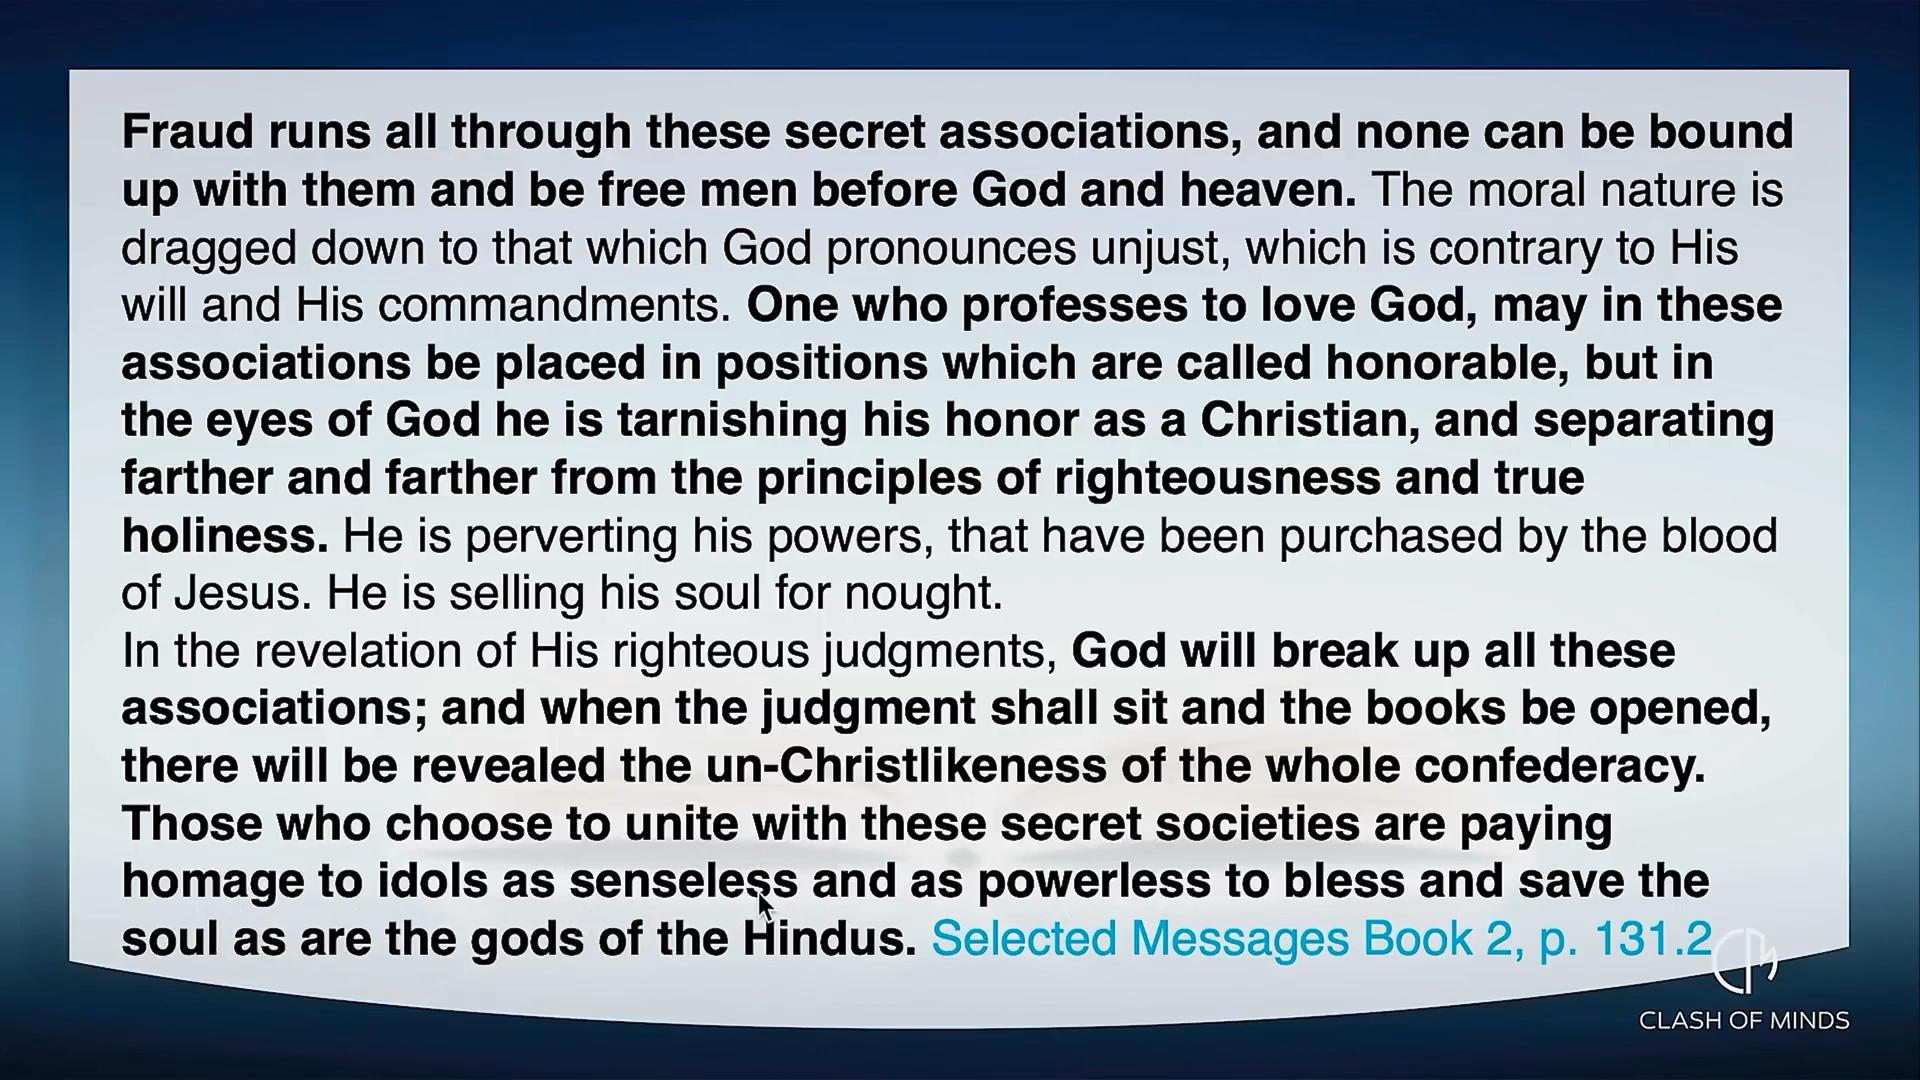 Fraud runs all through these secret associations, and none can be bound
up with them and be free men before God and heaven. The moral nature is
dragged down to that which God pronounces unjust, which is contrary to His
will and His commandments. One who professes to love God, may in these
associations be placed in positions which are called honorable, but in
the eyes of God he is tarnishing his honor as a Christian, and separating
farther and farther from the principles of righteousness and true
holiness. He is perverting his powers, that have been purchased by the blood
of Jesus. He is selling his soul for nought.
In the revelation of His righteous judgments, God will break up all these
associations; and when the judgment shall sit and the books be opened,
there will be revealed the un-Christlikeness of the whole confederacy.
Those who choose to unite with these secret societies are paying
homage to idols as senseless and as powerless to bless and save the
soul as are the gods of the Hindus. Selected Messages Book 2, p. 131.2
CLASH OF MINDS